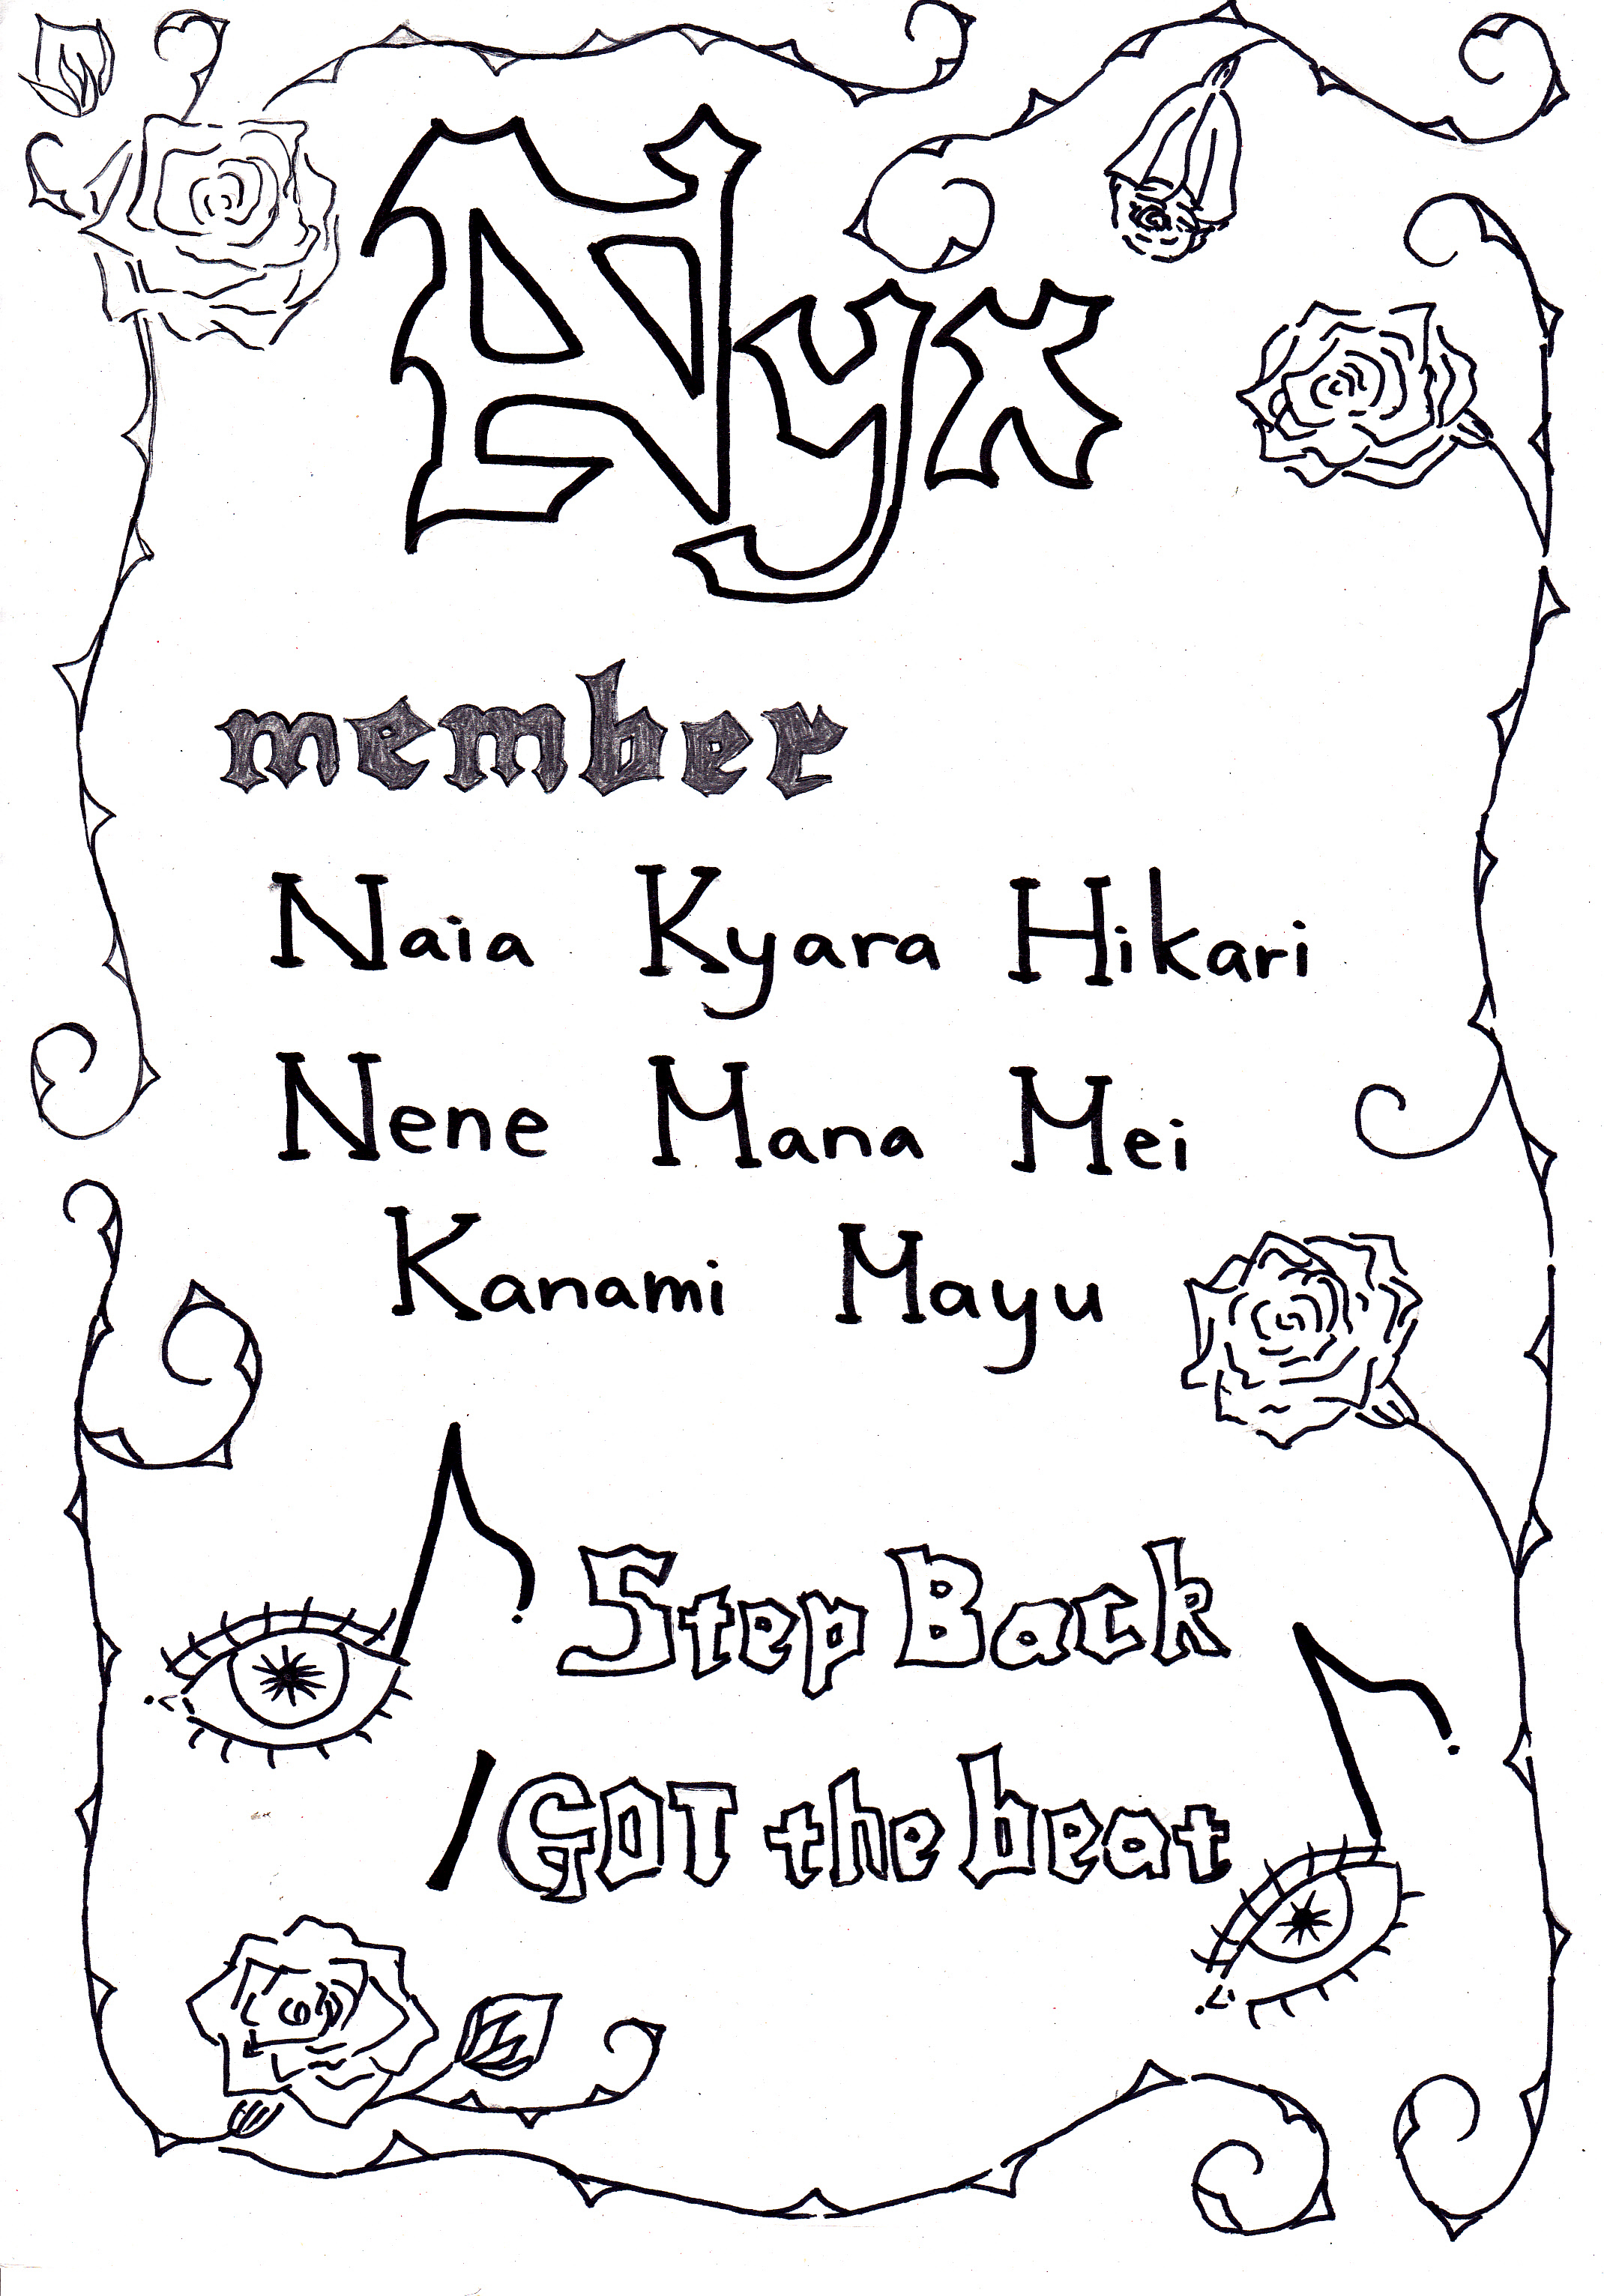 Nyx
member
Naia Kyara Hikari
Nene Mana Mei
Kanami Mayu
Step Back
/GOT the beat